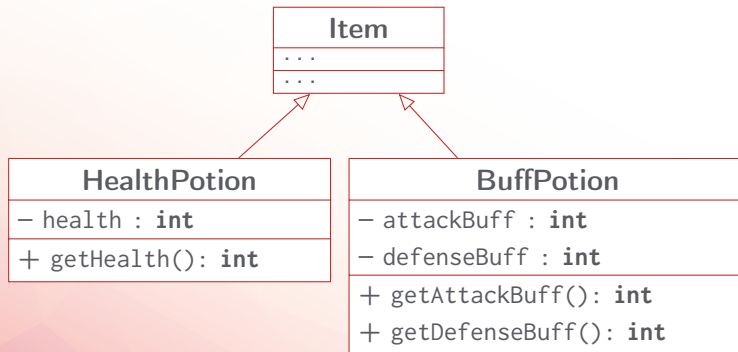 Item
...
...
HealthPotion
− health : int
+ getHealth(): int
BuffPotion
− attackBuff : int
− defenseBuff : int
+ getAttackBuff(): int
+ getDefenseBuff(): int